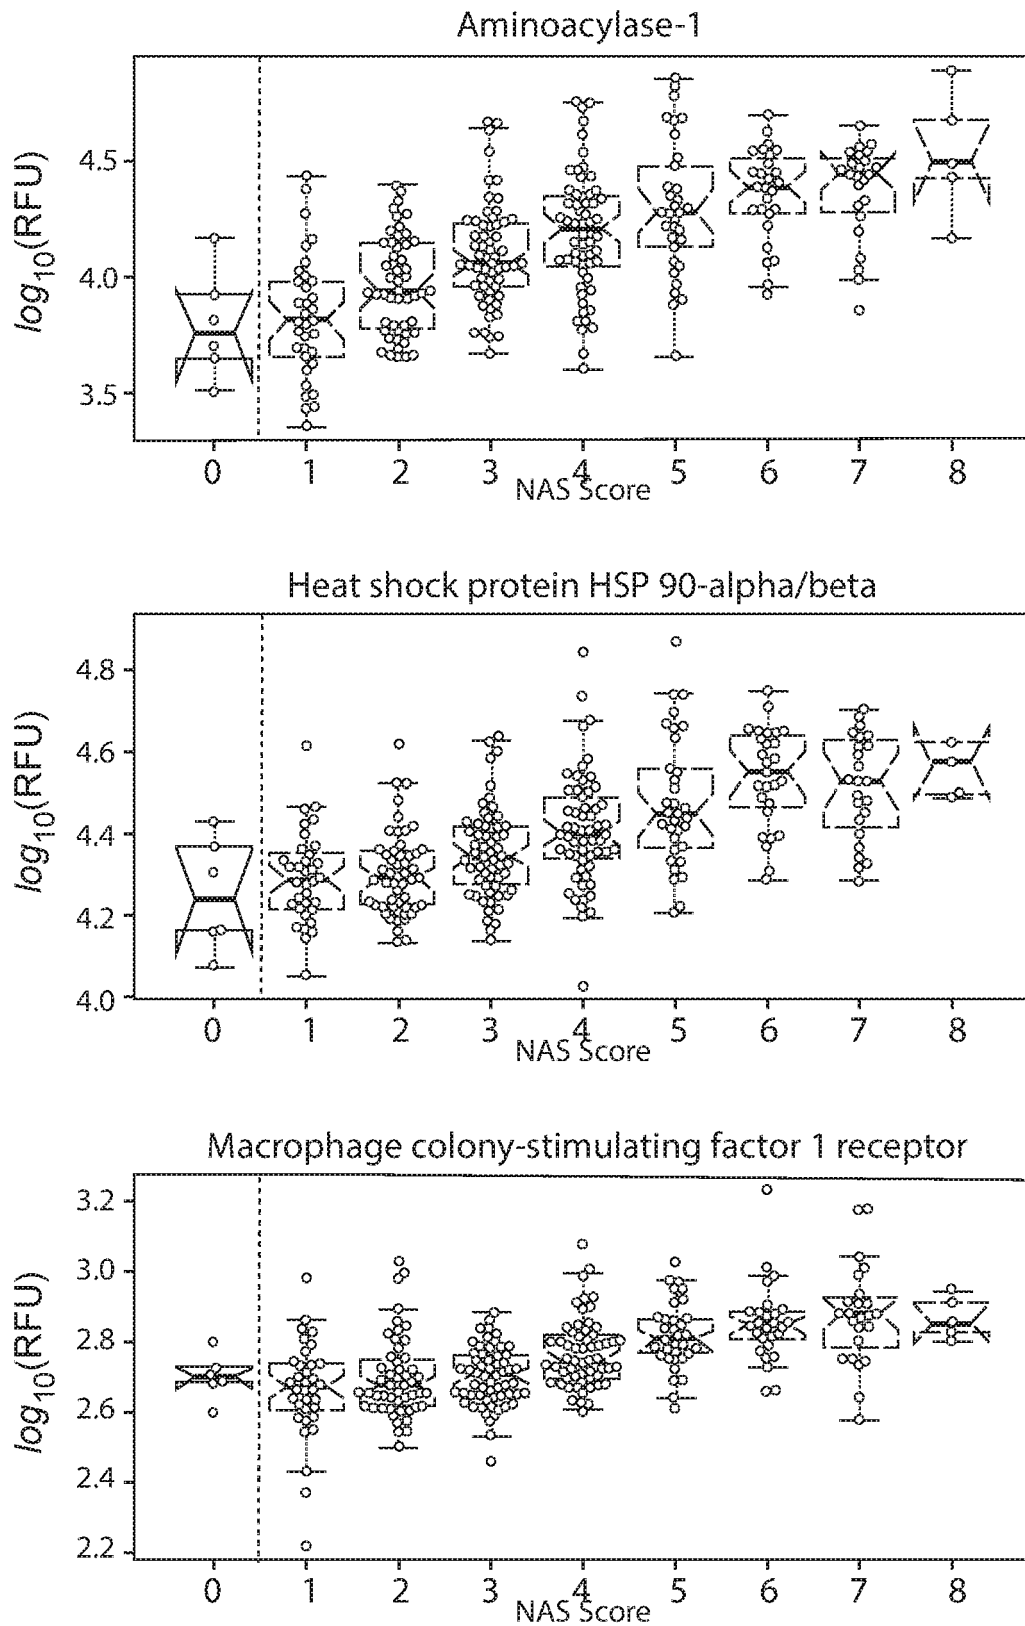 Aminoacylase-1
log10(RFU)
4.5
4.0
3.5
0 1 2 3 4 5 6 7 8
NAS Score
Heat shock protein HSP 90-alpha/beta
log10(RFU)
4.8
4.6
4.4
4.2
4.0
0 1 2 3 4 5 6 7 8
NAS Score
Macrophage colony-stimulating factor 1 receptor
log10(RFU)
3.2
3.0
2.8
2.6
2.4
2.2
0 1 2 3 4 5 6 7 8
NAS Score